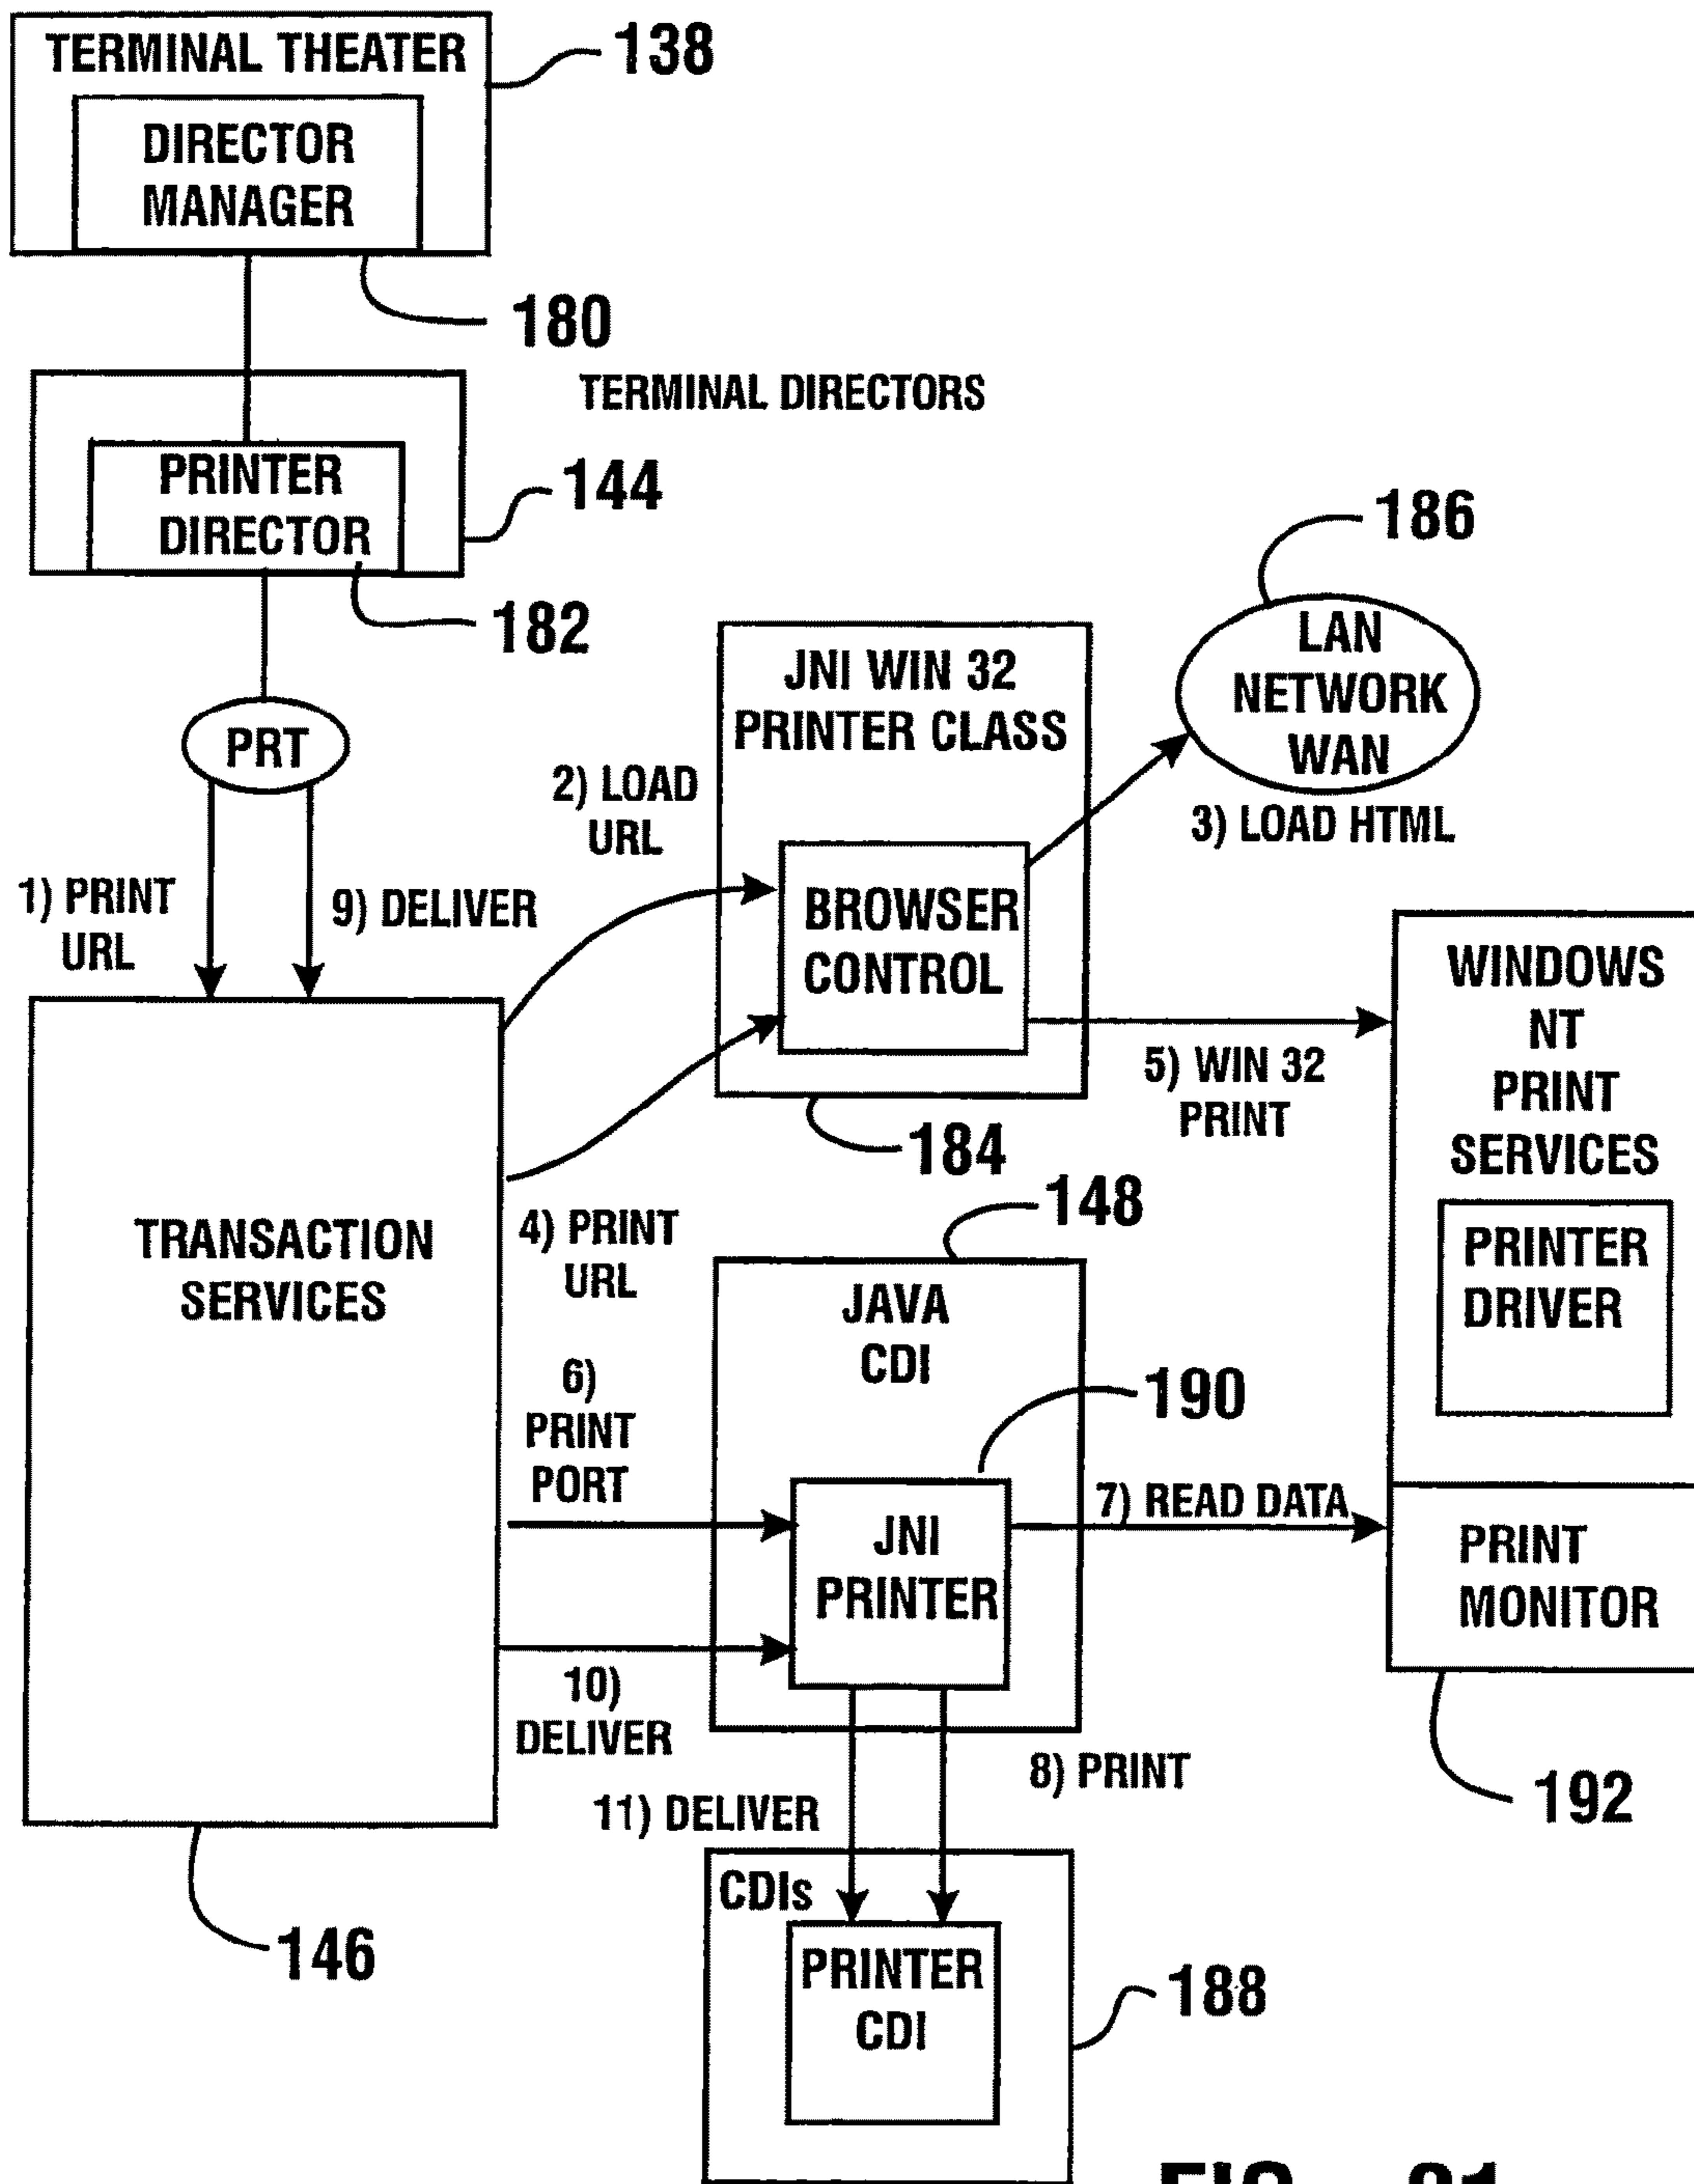 TERMINAL THEATER
138
DIRECTOR
MANAGER
180
TERMINAL DIRECTORS
PRINTER
DIRECTOR
144
182
186
LAN
NETWORK
WAN
JNI WIN 32
PRINTER CLASS
PRT
2) LOAD
URL
3) LOAD HTML
1) PRINT
URL
9) DELIVER
BROWSER
CONTROL
WINDOWS
NT
PRINT
SERVICES
5) WIN 32
PRINT
184
148
TRANSACTION
SERVICES
4) PRINT
URL
PRINTER
DRIVER
JAVA
CDI
190
6)
PRINT
PORT
7) READ DATA
JNI
PRINTER
PRINT
MONITOR
10)
DELIVER
8) PRINT
192
11) DELIVER
CDIs
PRINTER
CDI
146
188